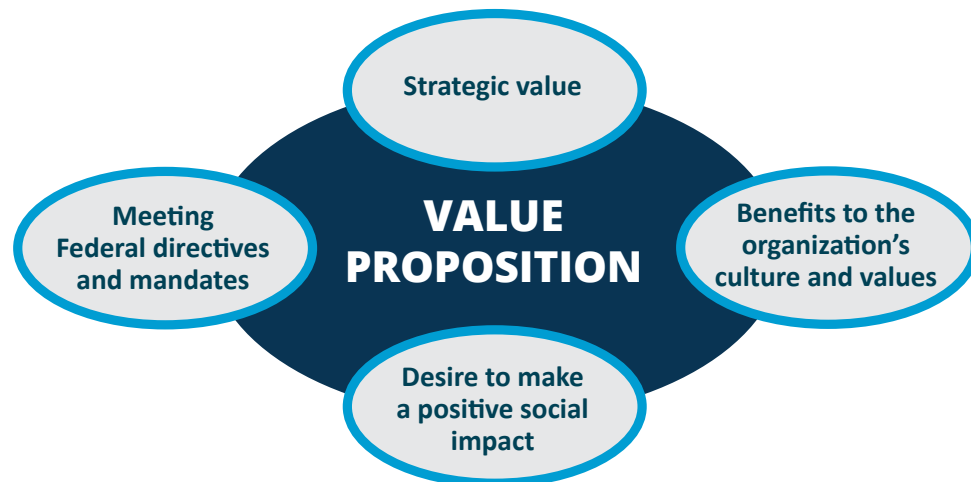 Strategic value
Meeting
Federal directives
and mandates
VALUE
PROPOSITION
Benefits to the
organization’s
culture and values
Desire to make
a positive social
impact